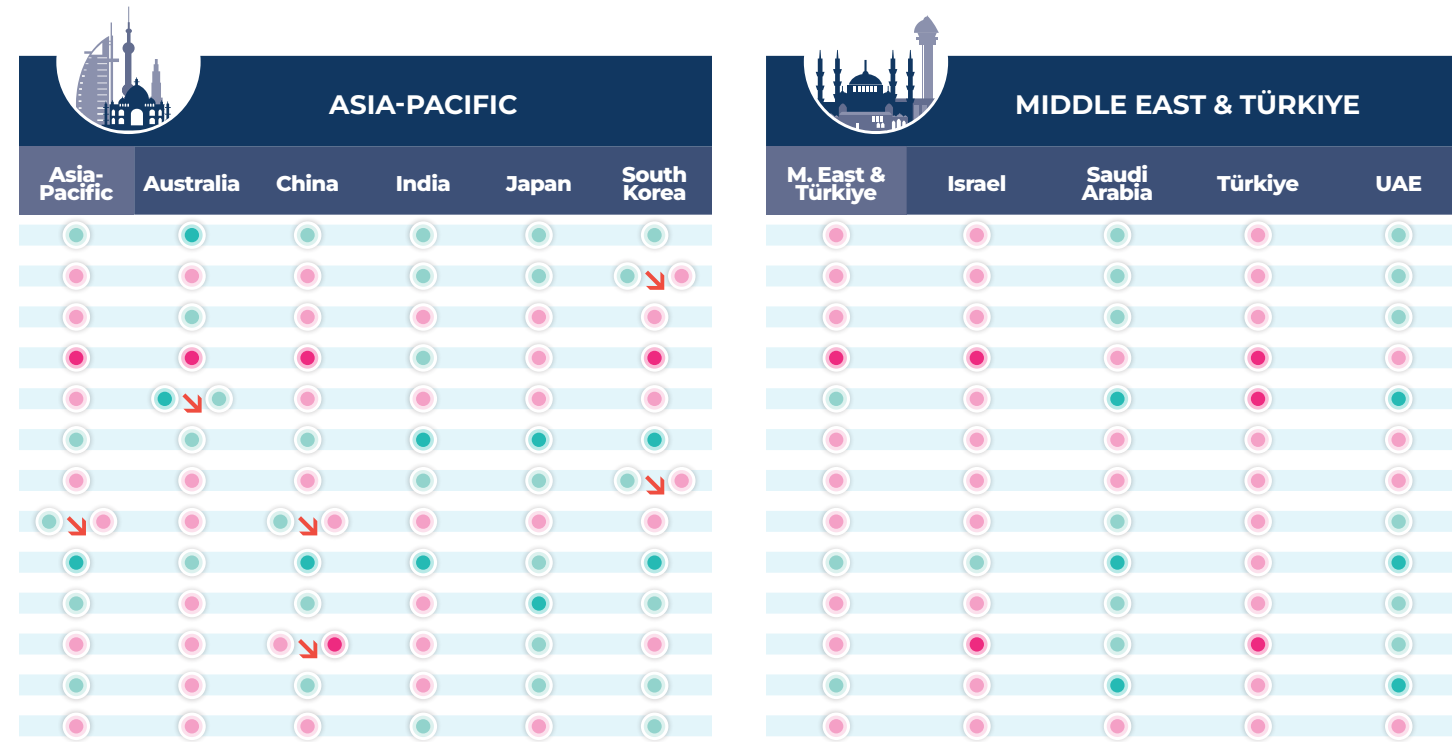 ASIA-PACIFIC
Asia-
Pacific
Australia
China
India
Japan
South
Korea
MIDDLE EAST & TÜRKIYE
M. East &
Türkiye
Israel
Saudi
Arabia
Türkiye
UAE